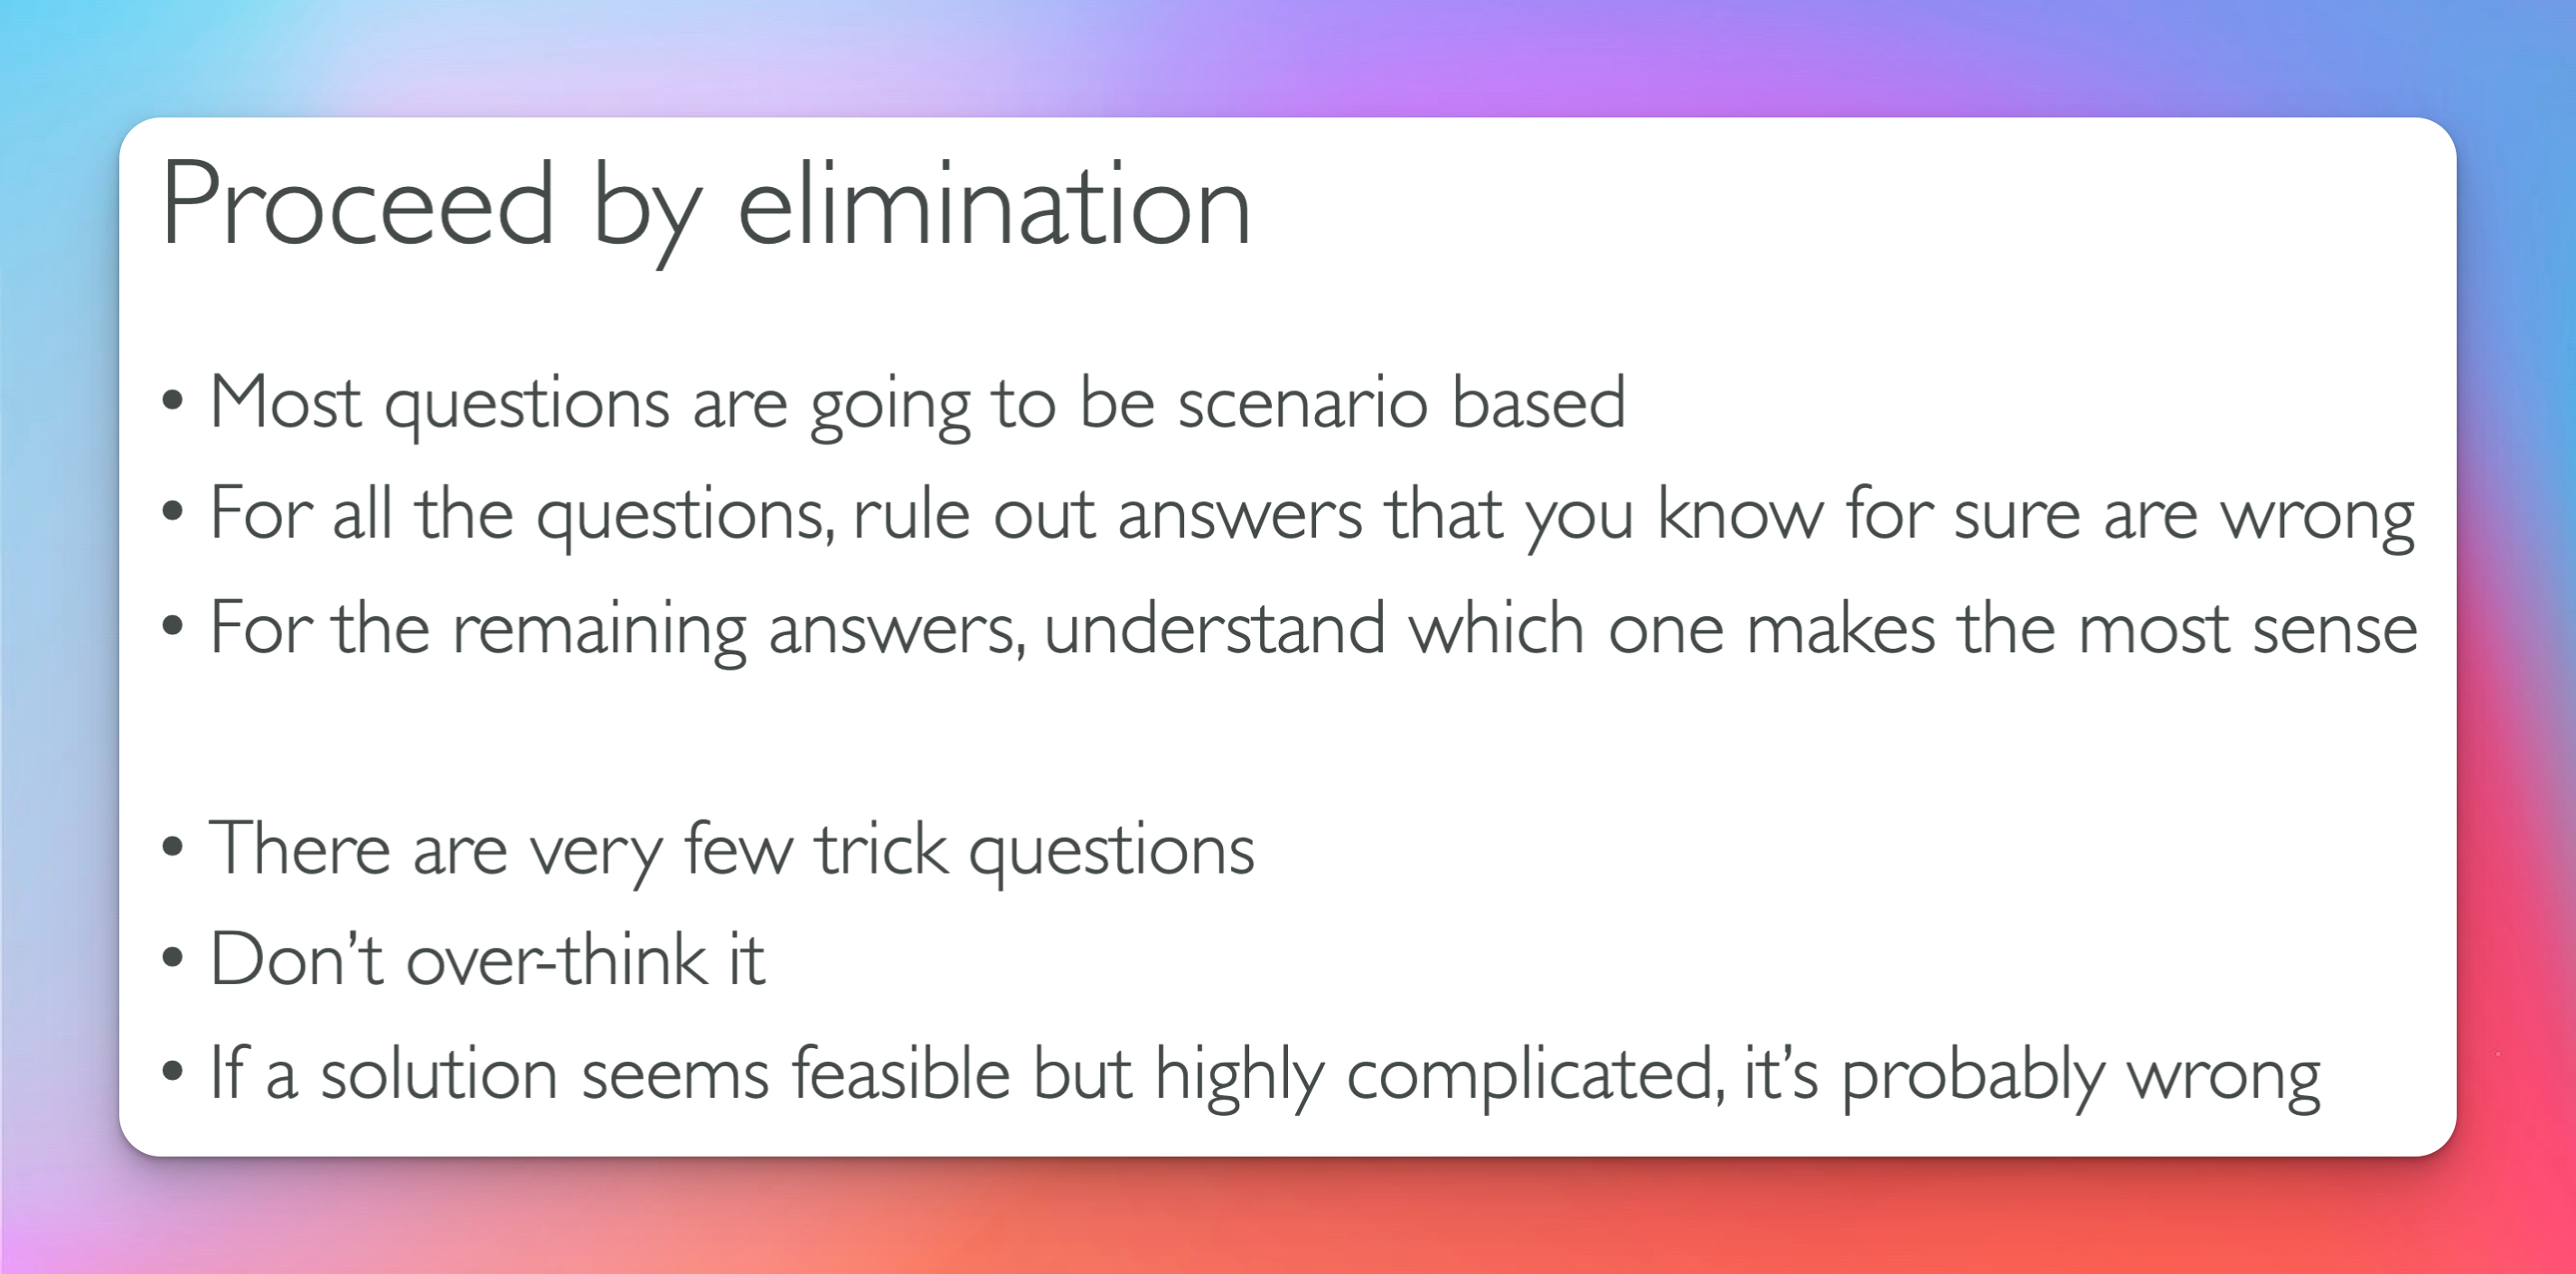 Proceed by elimination
• Most questions are going to be scenario based
• For all the questions, rule out answers that you know for sure are wrong
• For the remaining answers, understand which one makes the most sense
• There are very few trick questions
• Don’t over-think it
• If a solution seems feasible but highly complicated, it’s probably wrong